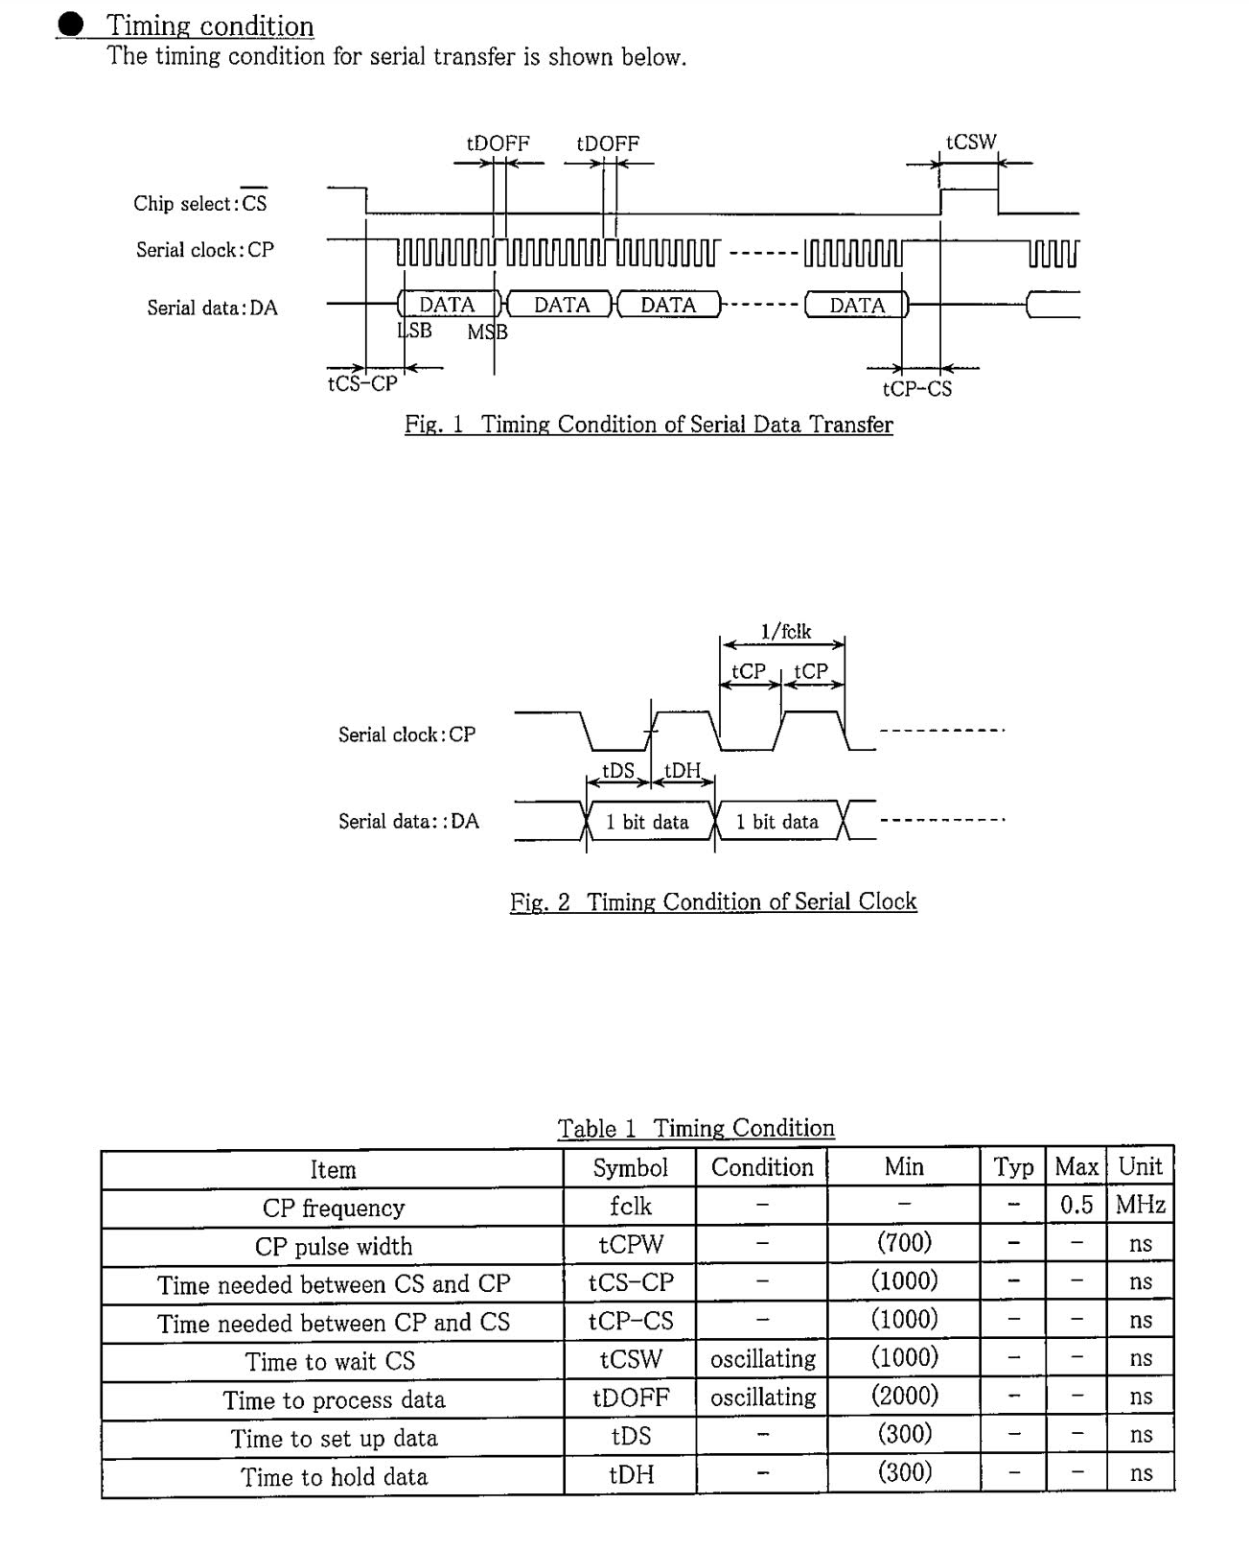 ● Timing condition
The timing condition for serial transfer is shown below.
tDOFF tDOFF tCSW
Chip select:C̅S̅
Serial clock:CP
Serial data:DA DATA DATA DATA DATA
LSB MSB
tCS-CP tCP-CS
Fig. 1 Timing Condition of Serial Data Transfer
1/fclk
tCP tCP
Serial clock:CP
tDS tDH
Serial data::DA 1 bit data 1 bit data
Fig. 2 Timing Condition of Serial Clock
Table 1 Timing Condition
Item Symbol Condition Min Typ Max Unit
CP frequency fclk - - - 0.5 MHz
CP pulse width tCPW - (700) - - ns
Time needed between CS and CP tCS-CP - (1000) - - ns
Time needed between CP and CS tCP-CS - (1000) - - ns
Time to wait CS tCSW oscillating (1000) - - ns
Time to process data tDOFF oscillating (2000) - - ns
Time to set up data tDS - (300) - - ns
Time to hold data tDH - (300) - - ns